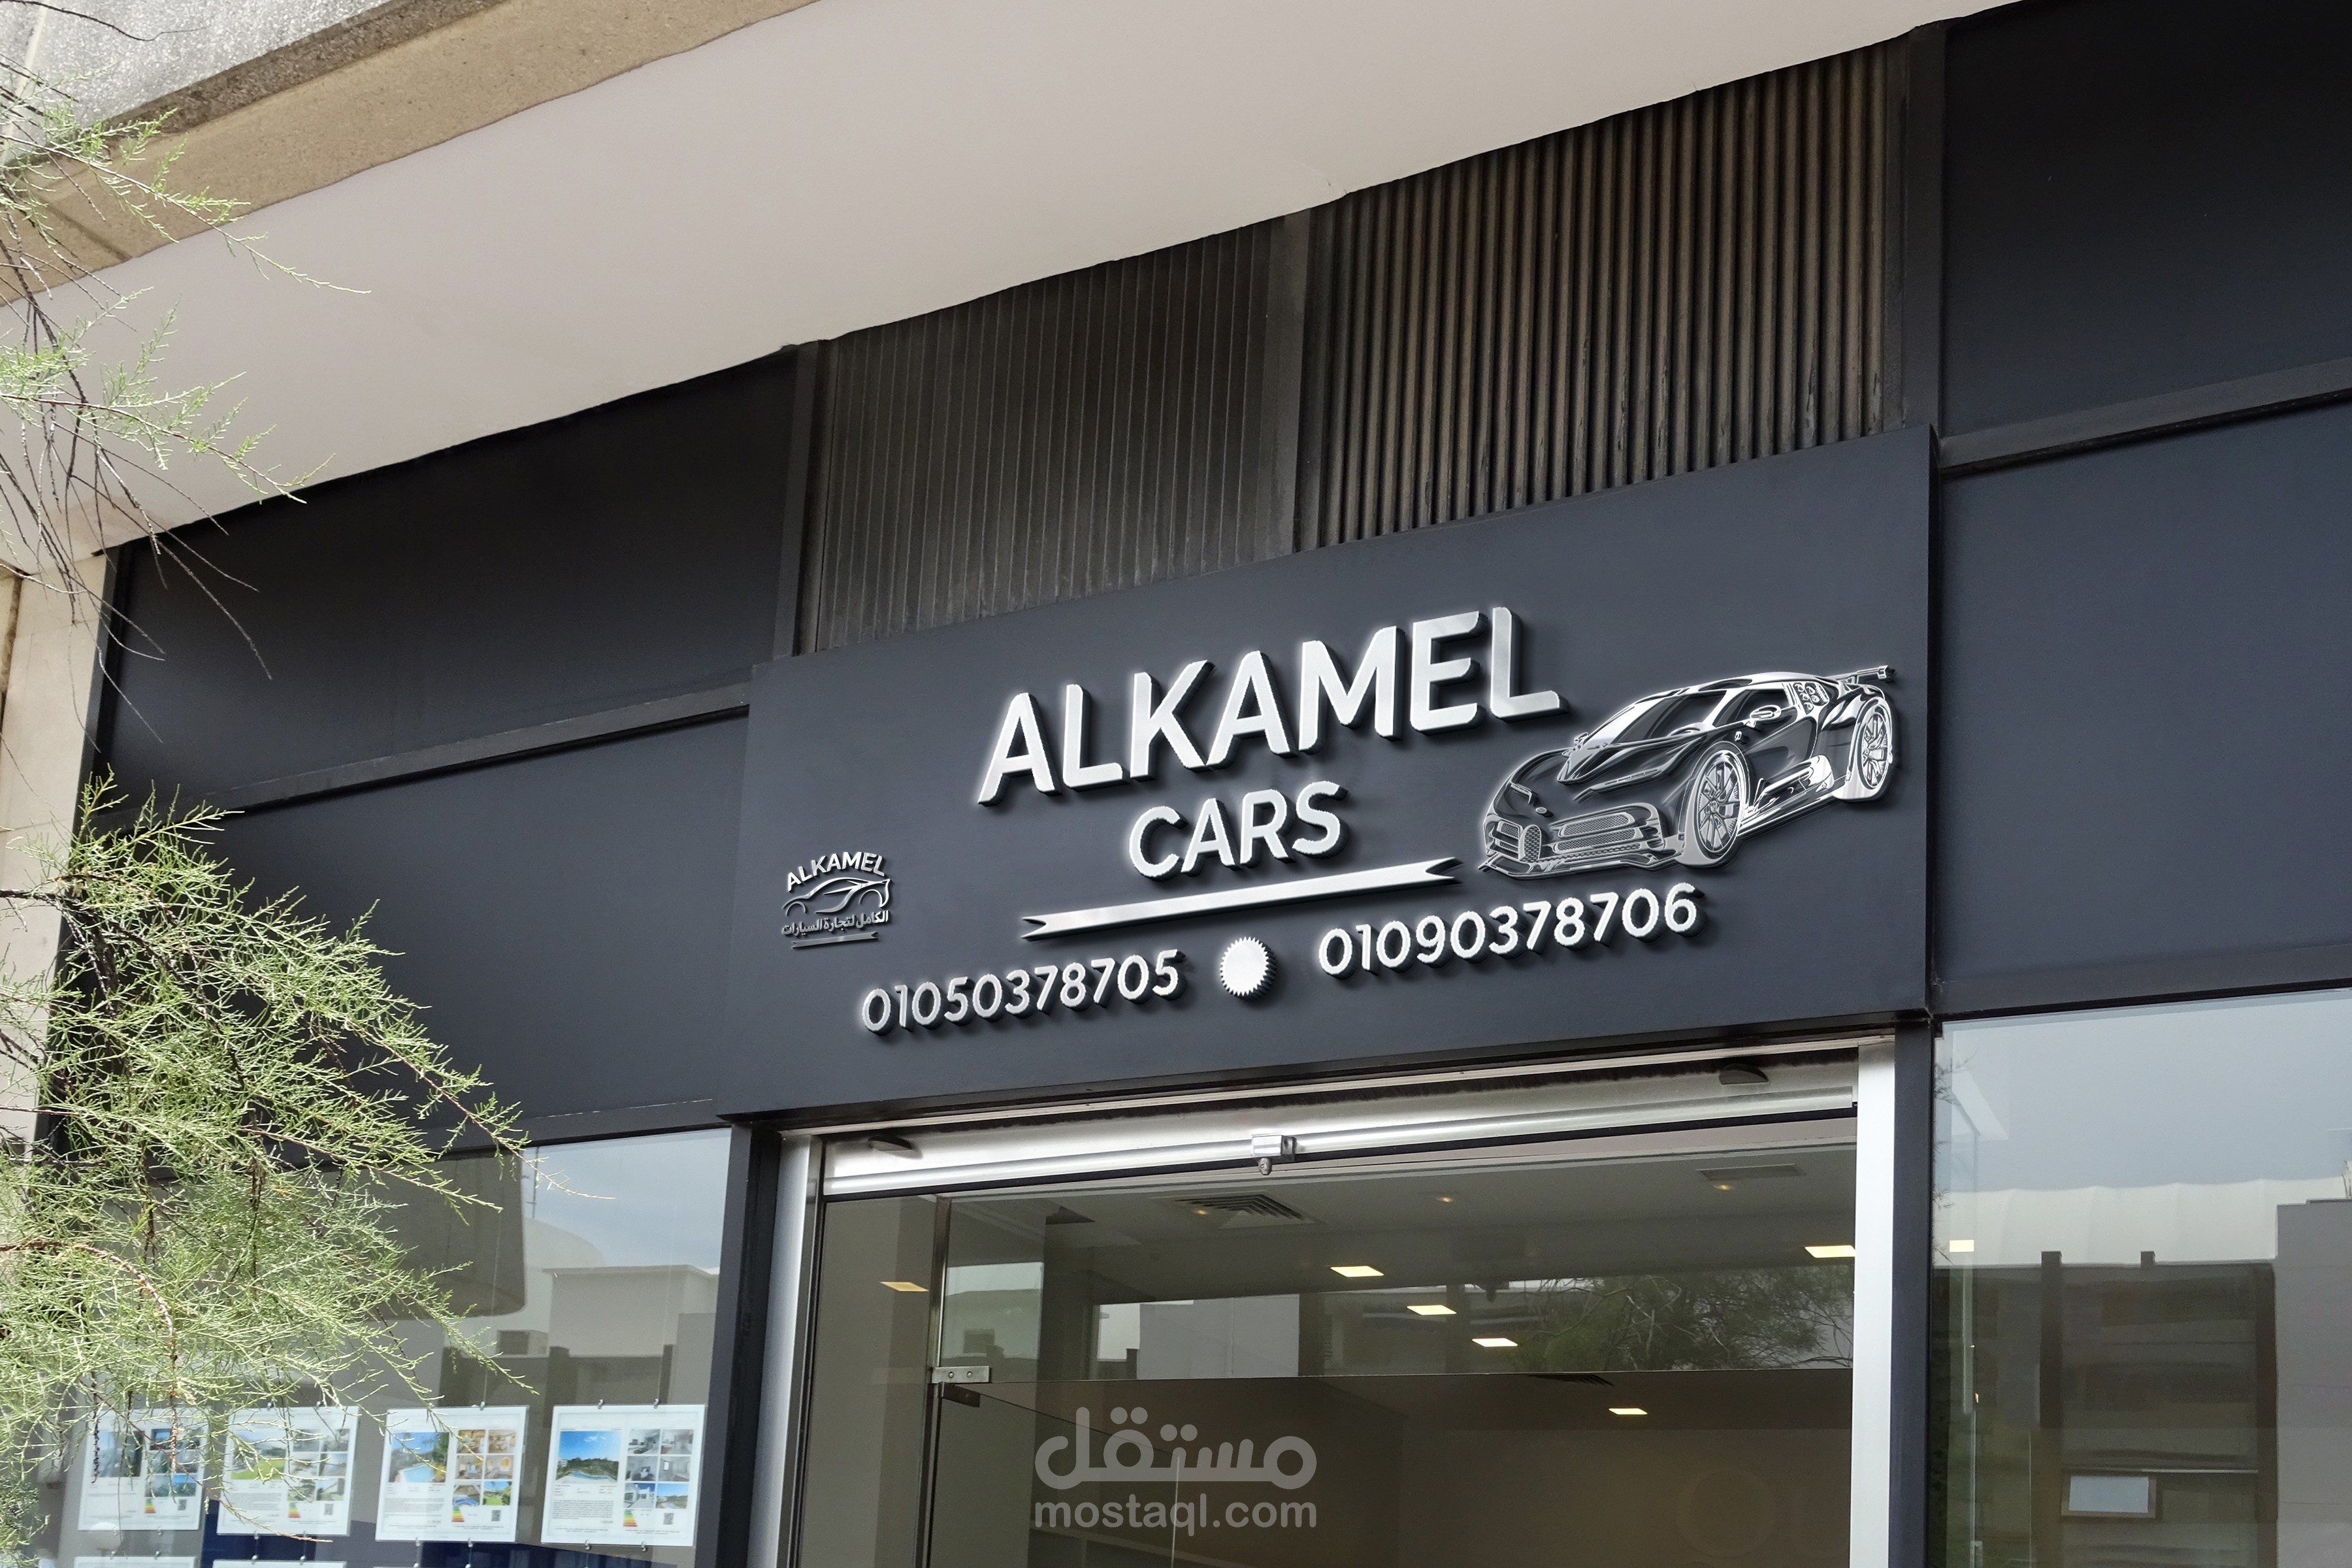 ALKAMEL
CARS
ALKAMEL
الكامل لتجارة السيارات
01050378705
01090378706
مستقل
mostaql.com